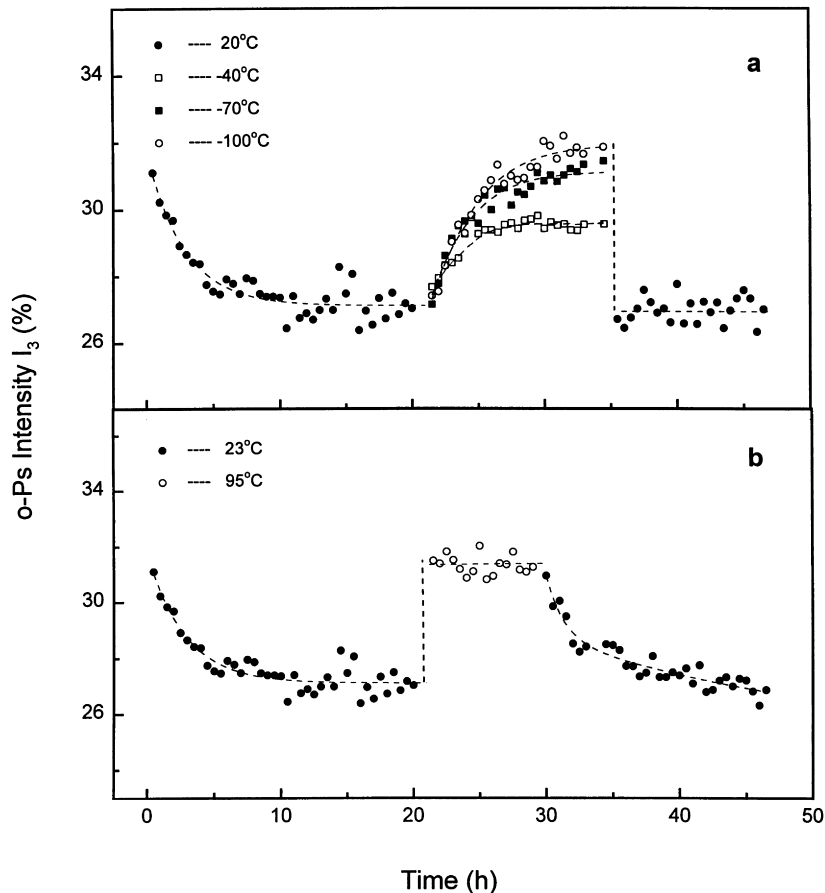 34
30
26
● ---- 20°C
□ ---- -40°C
■ ---- -70°C
○ ---- -100°C
a
o-Ps Intensity I₃ (%)
34
30
26
● ---- 23°C
○ ---- 95°C
b
0 10 20 30 40 50
Time (h)